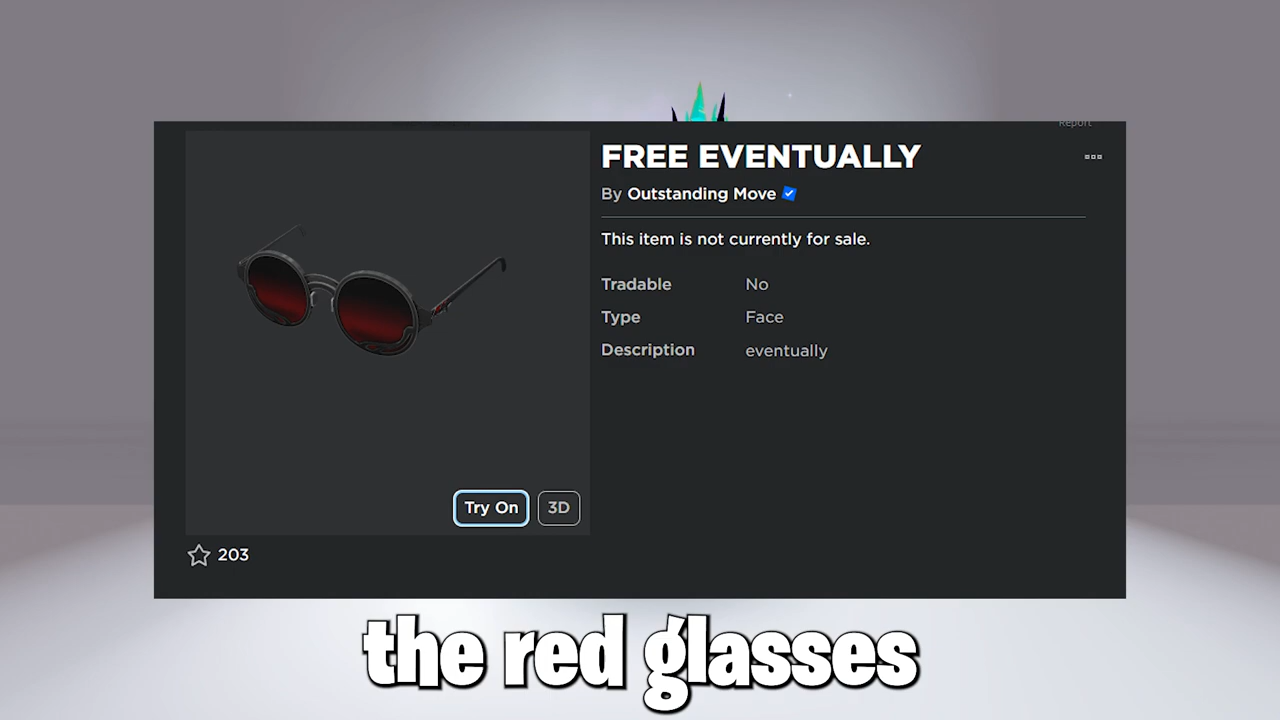 Report
FREE EVENTUALLY
By Outstanding Move
This item is not currently for sale.
Tradable No
Type Face
Description eventually
Try On 3D
203
the red glasses